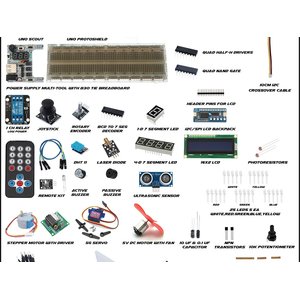 UNO SCOUT
UNO PROTOSHIELD
QUAD HALF-H DRIVERS
QUAD NAND GATE
POWER SUPPLY MULTI TOOL WITH 830 TIE BREADBOARD
10CM I2C
CROSSOVER CABLE
HEADER PINS FOR LCD
1 CH RELAY
JOYSTICK
ROTARY
ENCODER
BCD TO 7 SEG
DECODER
1-D 7 SEGMENT LED
I2C/SPI LCD BACKPACK
DHT 11
LASER DIODE
4-D 7 SEGMENT LED
16X2 LCD
PHOTORESISTORS
REMOTE KIT
ACTIVE
BUZZER
PASSIVE
BUZZER
ULTRASONIC SENSOR
WHITE
YELLOW
25 LEDS 5 EA
WHITE,RED,GREEN,BLUE,YELLOW
STEPPER MOTOR WITH DRIVER
9G SERVO
5V DC MOTOR WITH FAN
10 UF & 0.1 UF
CAPACITOR
NPN
TRANSISTORS
10K POTENTIOMETER